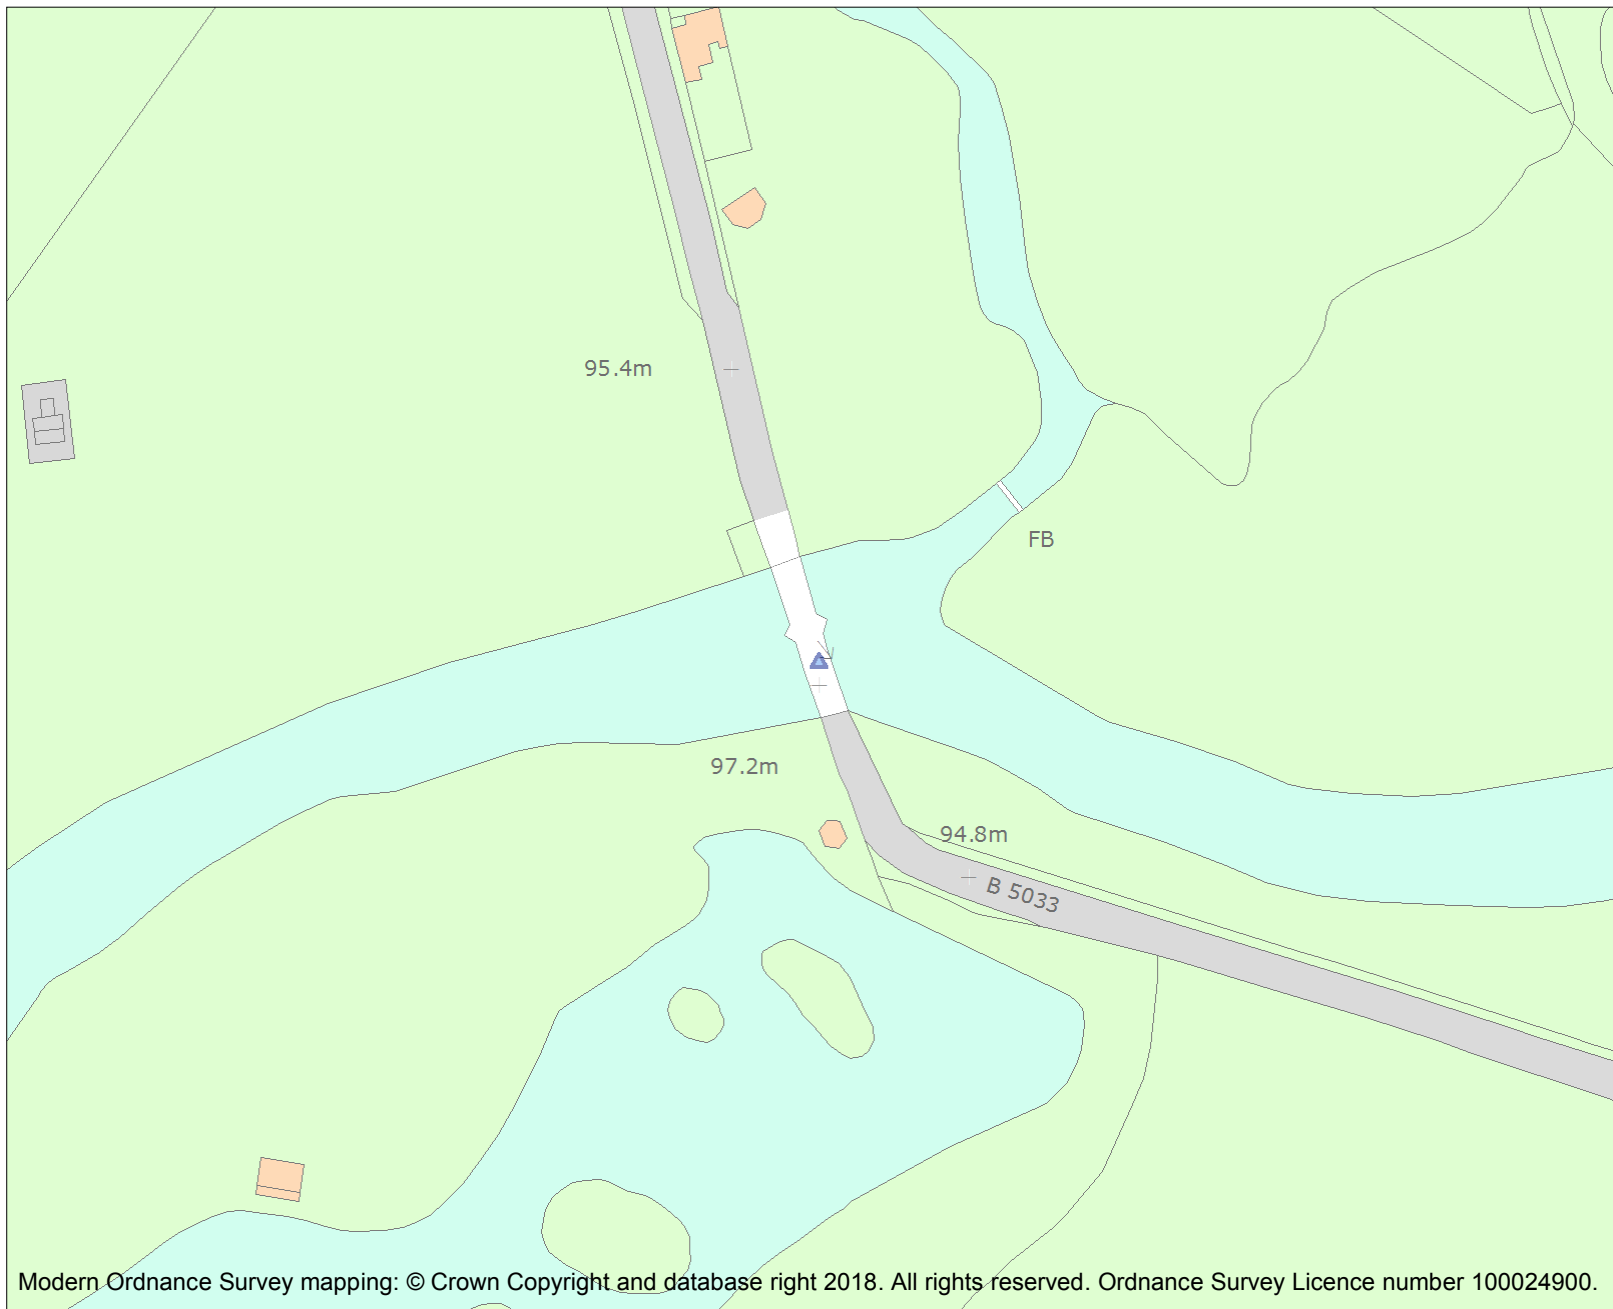 95.4m
FB
97.2m
94.8m
B 5033
Modern Ordnance Survey mapping: © Crown Copyright and database right 2018. All rights reserved. Ordnance Survey Licence number 100024900.